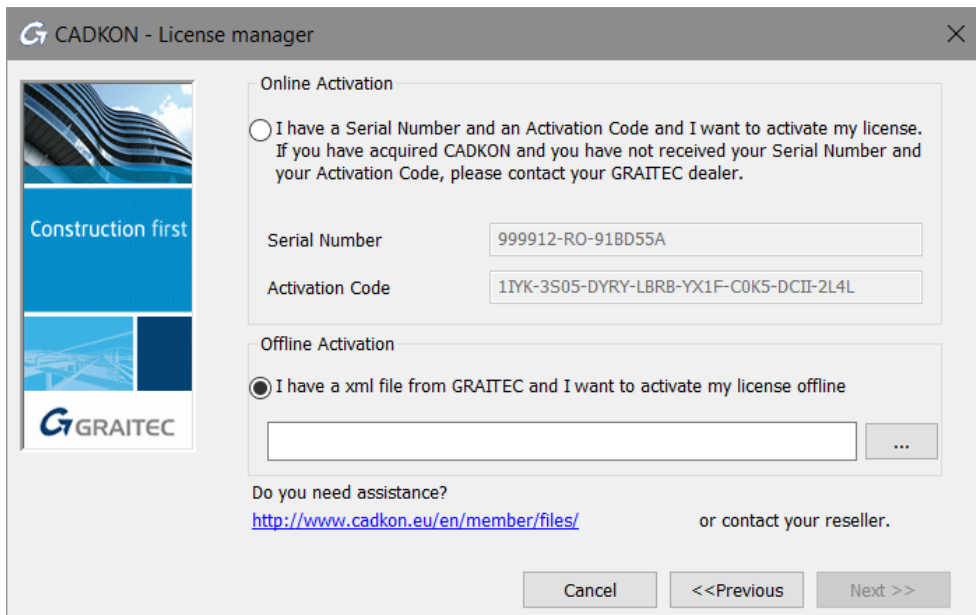 CADKON - License manager
Online Activation
I have a Serial Number and an Activation Code and I want to activate my license.
If you have acquired CADKON and you have not received your Serial Number and
your Activation Code, please contact your GRAITEC dealer.
Construction first
Serial Number
999912-RO-91BD55A
Activation Code
1IYK-3S05-DYRY-LBRB-YX1F-C0K5-DCII-2L4L
Offline Activation
I have a xml file from GRAITEC and I want to activate my license offline
GRAITEC
...
Do you need assistance?
http://www.cadkon.eu/en/member/files/ or contact your reseller.
Cancel
<<Previous
Next >>